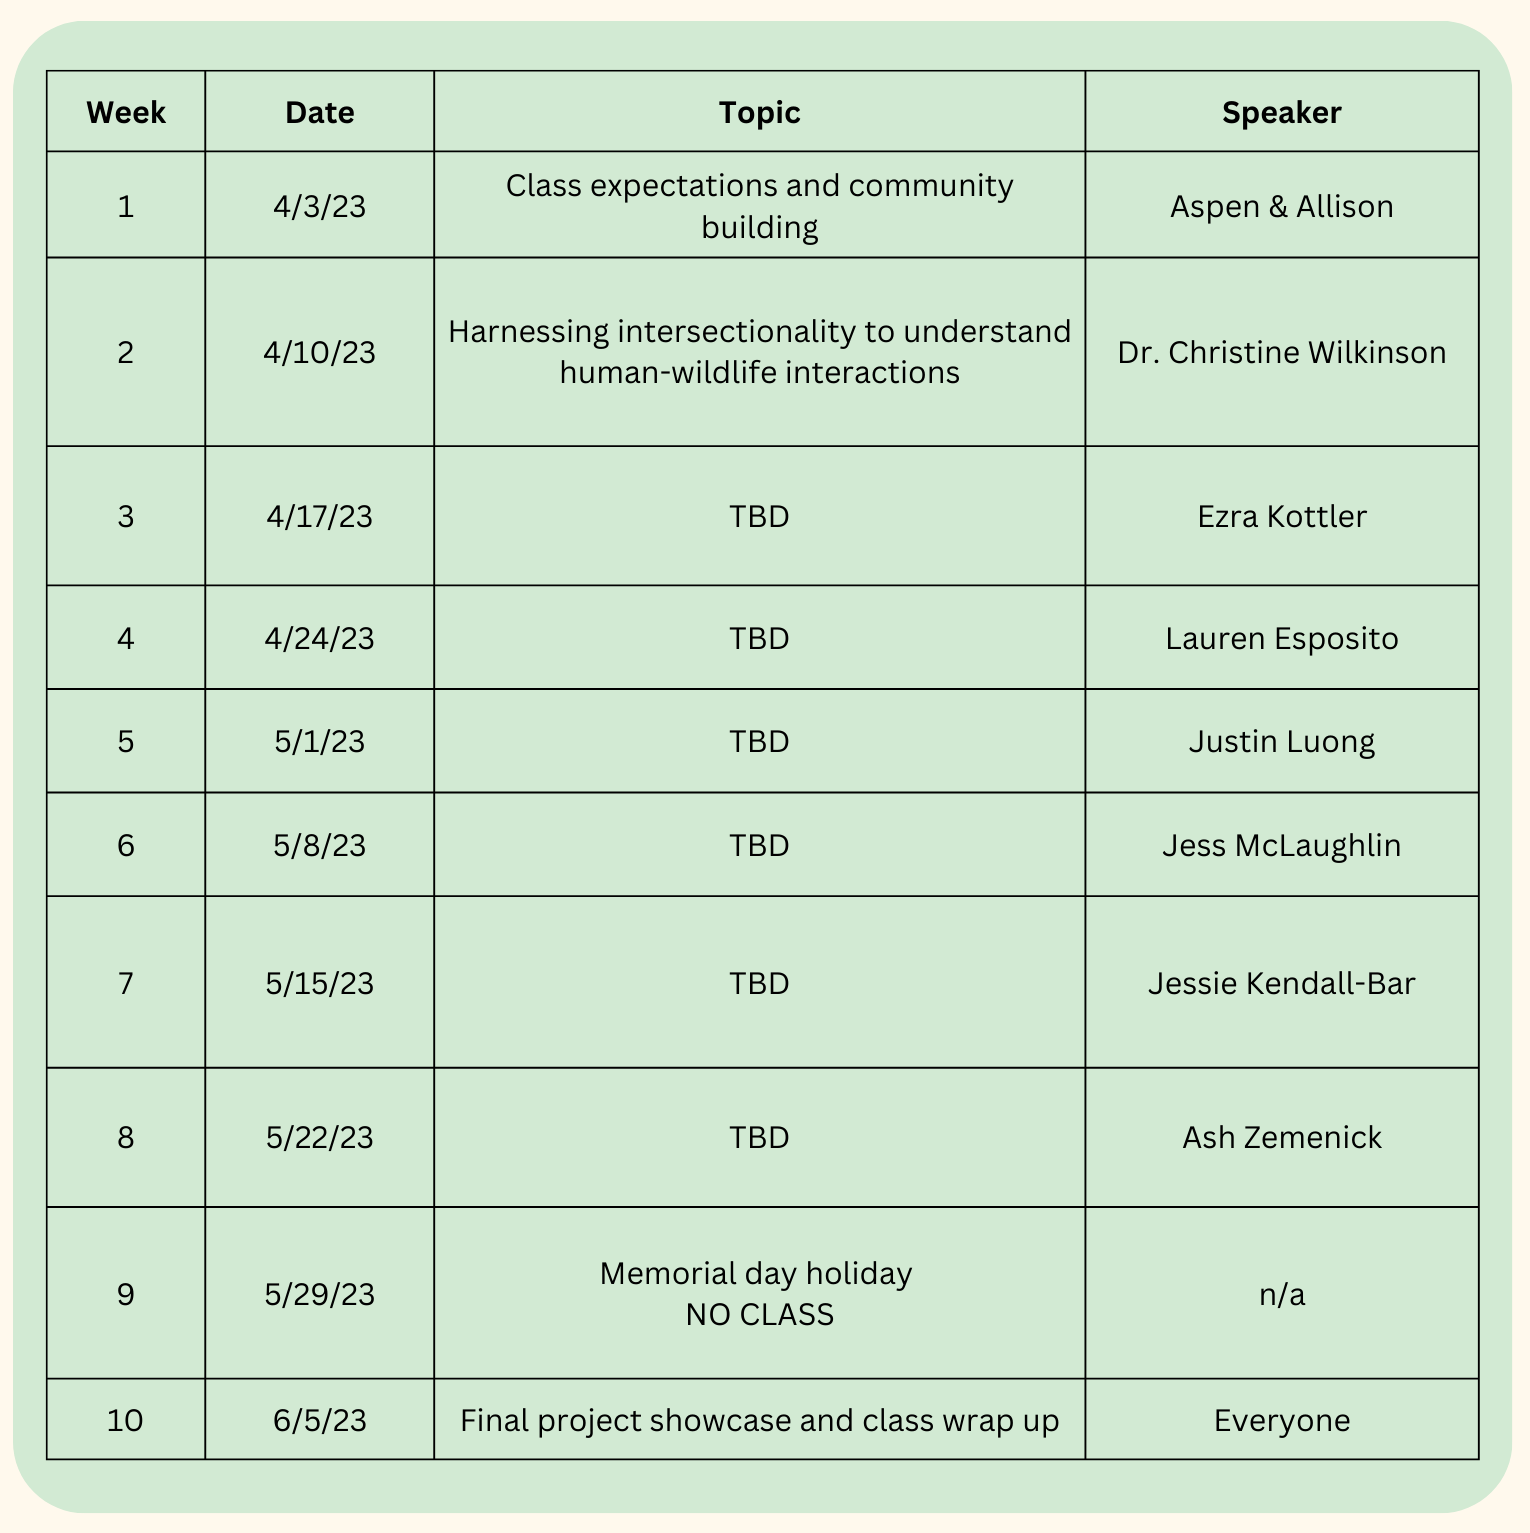 Week Date Topic Speaker
1 4/3/23 Class expectations and community
building Aspen & Allison
2 4/10/23 Harnessing intersectionality to understand
human-wildlife interactions Dr. Christine Wilkinson
3 4/17/23 TBD Ezra Kottler
4 4/24/23 TBD Lauren Esposito
5 5/1/23 TBD Justin Luong
6 5/8/23 TBD Jess McLaughlin
7 5/15/23 TBD Jessie Kendall-Bar
8 5/22/23 TBD Ash Zemenick
9 5/29/23 Memorial day holiday
NO CLASS n/a
10 6/5/23 Final project showcase and class wrap up Everyone